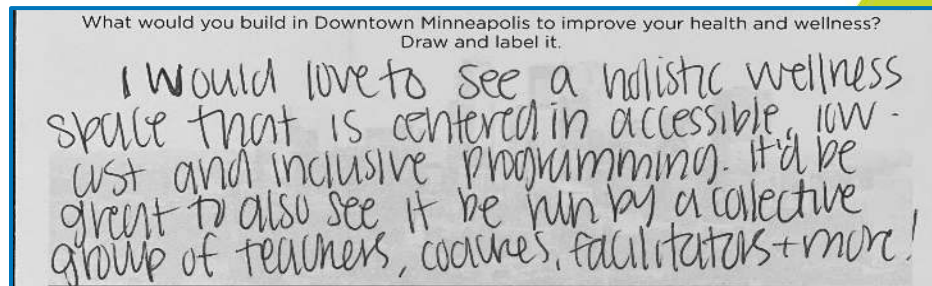 What would you build in Downtown Minneapolis to improve your health and wellness?
Draw and label it.
I would love to see a holistic wellness
space that is centered in accessible, low-
cost and inclusive programming. It'd be
great to also see it be run by a collective
group of teachers, coaches, facilitators + more!